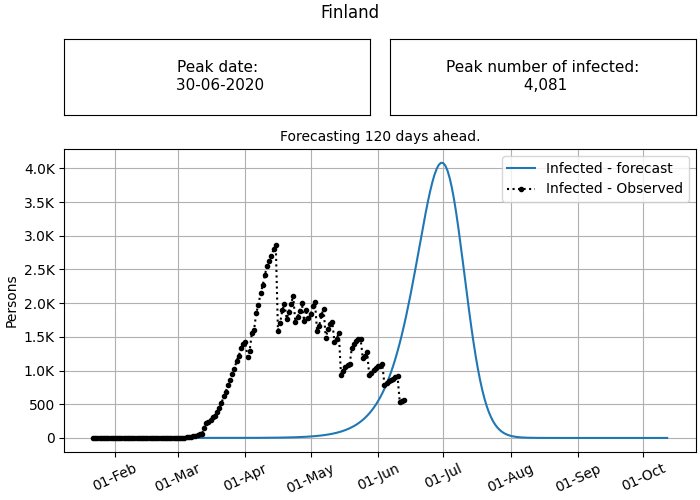 Finland
Peak date:
30-06-2020
Peak number of infected:
4,081
Forecasting 120 days ahead.
Infected - forecast
Infected - Observed
4.0K
3.5K
3.0K
2.5K
2.0K
1.5K
1.0K
500
0
Persons
01-Feb
01-Mar
01-Apr
01-May
01-Jun
01-Jul
01-Aug
01-Sep
01-Oct